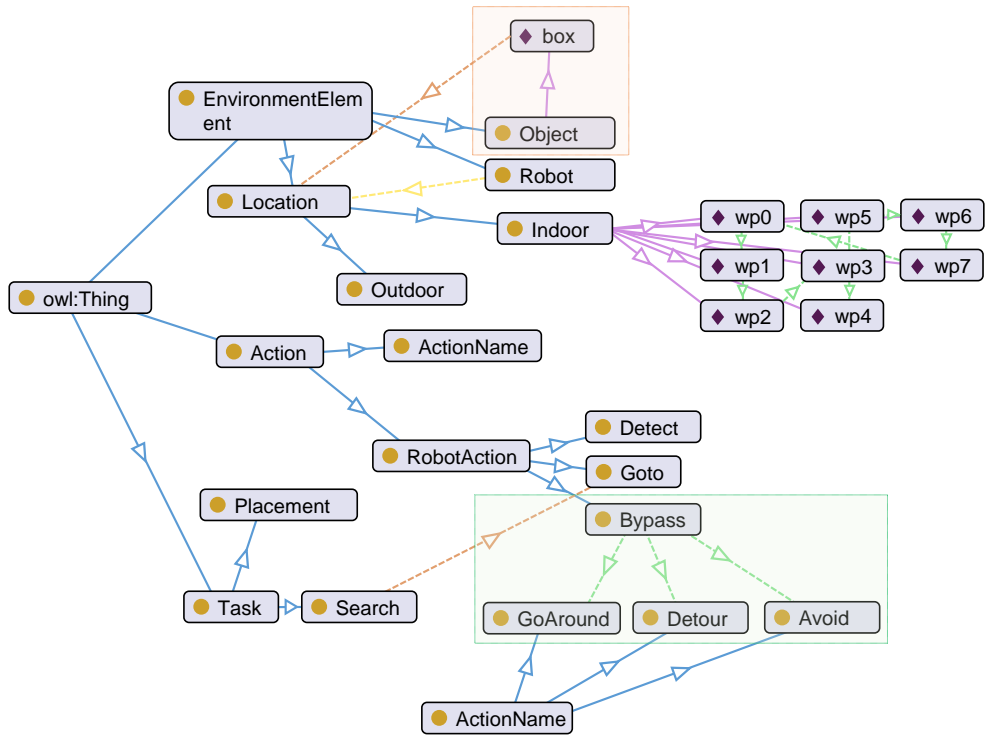 box
EnvironmentElem
ent
Object
Robot
Location
wp0
wp5
wp6
Indoor
wp1
wp3
wp7
Outdoor
owl:Thing
wp2
wp4
Action
ActionName
Detect
RobotAction
Goto
Placement
Bypass
Task
Search
GoAround
Detour
Avoid
ActionName